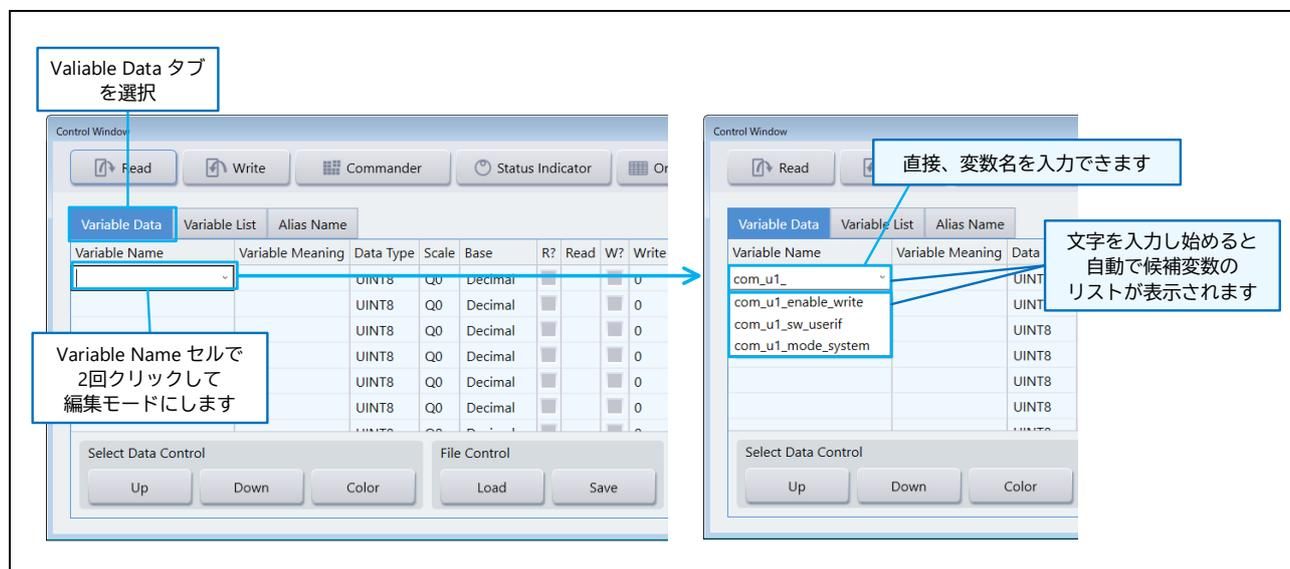 Valiable Data タブ
を選択
Control Window
Read Write Commander Status Indicator Or
Variable Data Variable List Alias Name
Variable Name Variable Meaning Data Type Scale Base R? Read W? Write
UINT8 Q0 Decimal 0
UINT8 Q0 Decimal 0
UINT8 Q0 Decimal 0
UINT8 Q0 Decimal 0
UINT8 Q0 Decimal 0
UINT8 Q0 Decimal 0
Variable Name セルで
2回クリックして
編集モードにします
Select Data Control File Control
Up Down Color Load Save
Control Window
Read
直接、変数名を入力できます
Variable Data Variable List Alias Name
Variable Name Variable Meaning Data
com_u1_ UINT
com_u1_enable_write UINT
com_u1_sw_userif UINT8
com_u1_mode_system UINT8
UINT8
UINT8
文字を入力し始めると
自動で候補変数の
リストが表示されます
Select Data Control
Up Down Color